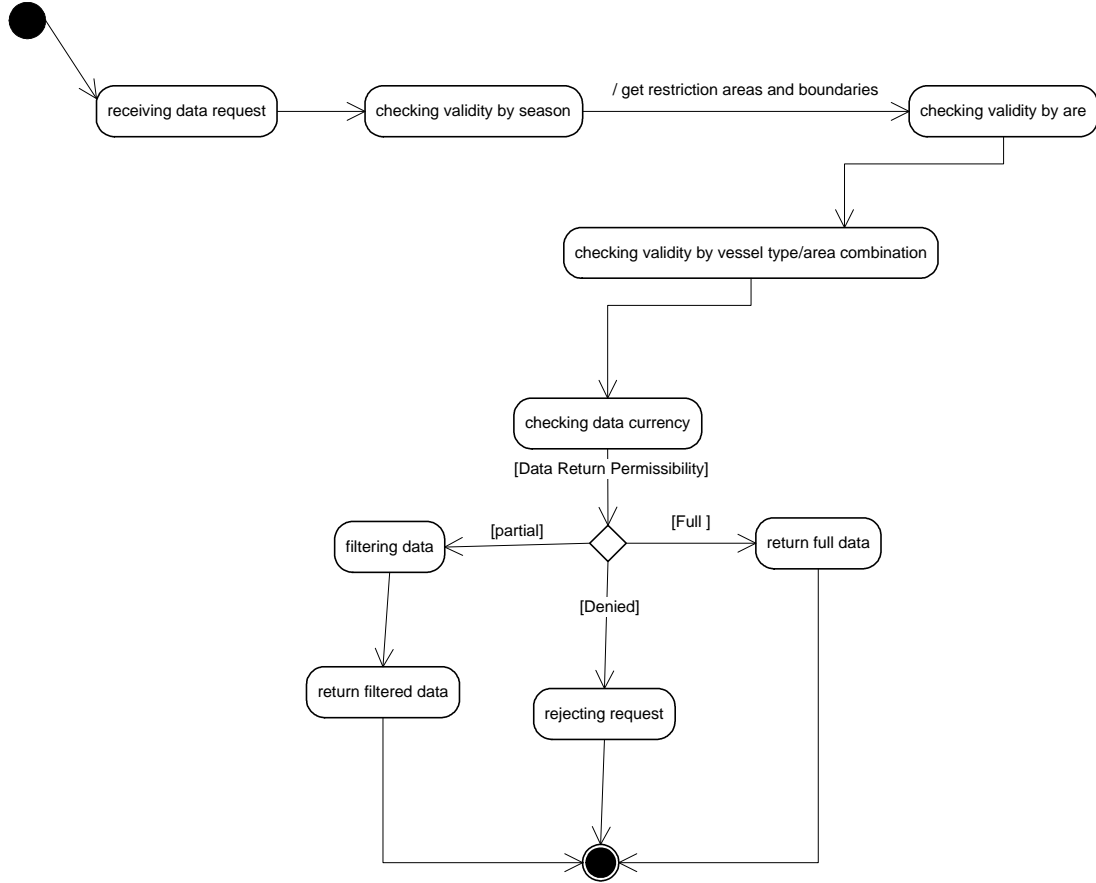 / get restriction areas and boundaries
receiving data request
checking validity by season
checking validity by are
checking validity by vessel type/area combination
checking data currency
[Data Return Permissibility]
[partial]
[Full ]
filtering data
return full data
[Denied]
return filtered data
rejecting request